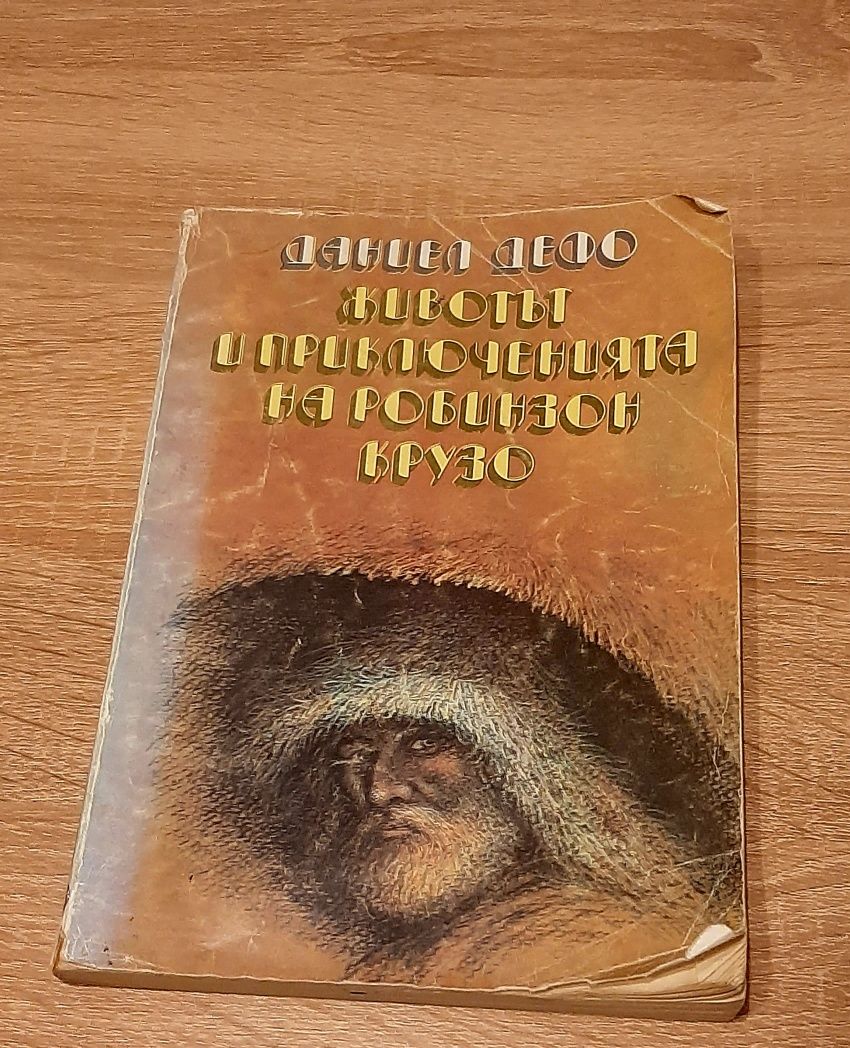 ДАНИЕЛ ДЕФО
ЖИВОТЪТ
И ПРИКЛЮЧЕНИЯТА
НА РОБИНЗОН
КРУЗО